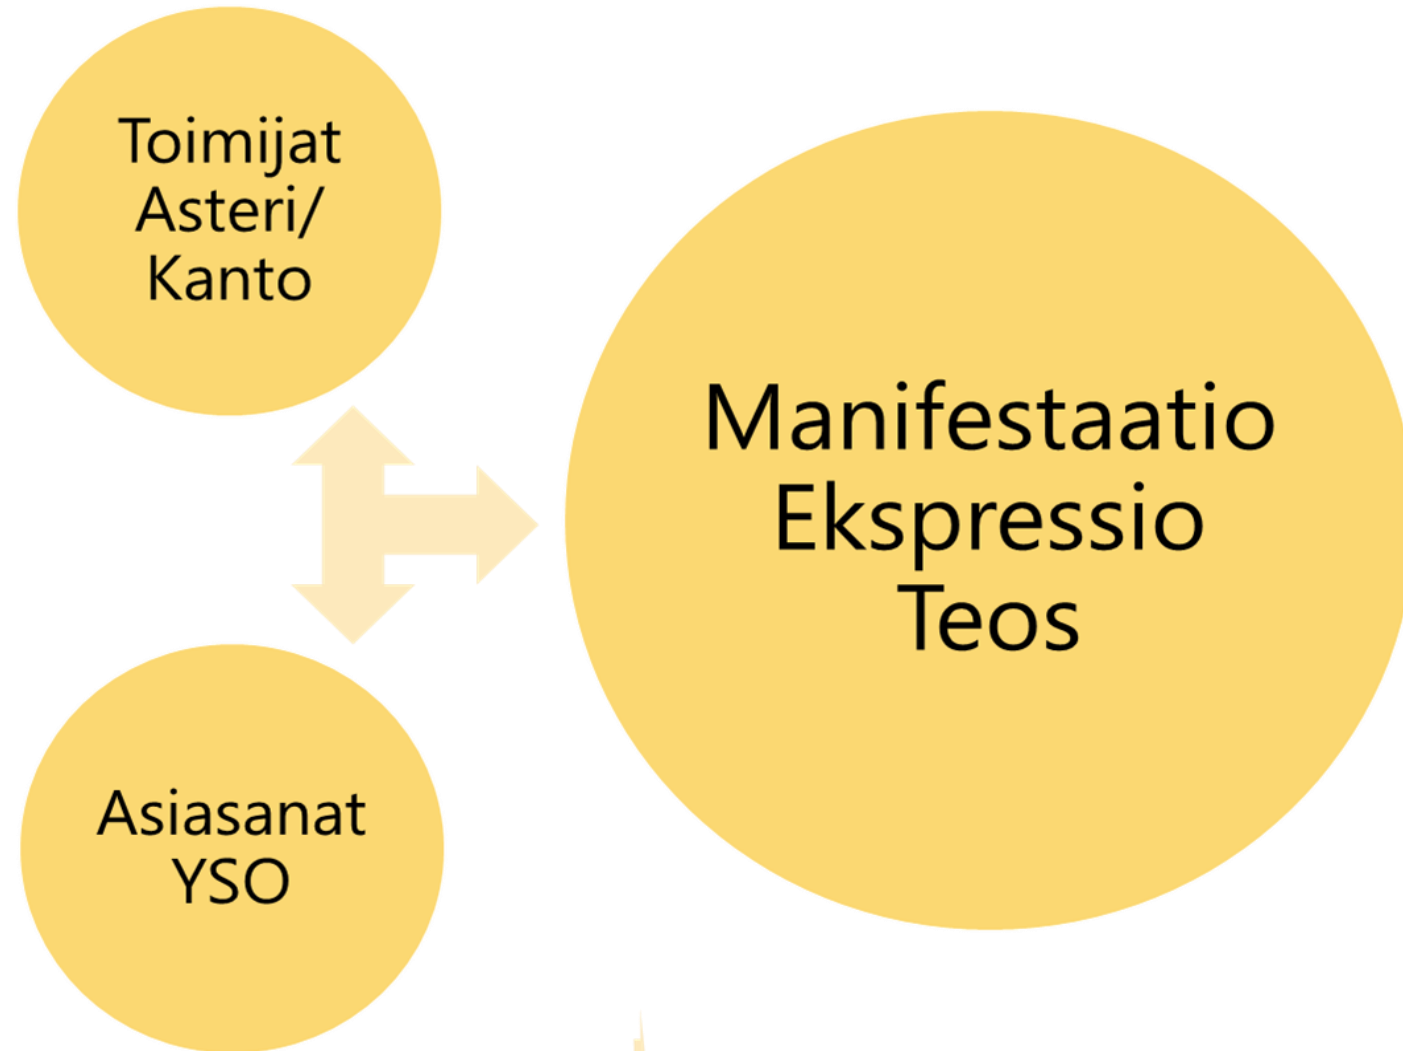 Toimijat
Asteri/
Kanto
Manifestaatio
Ekspressio
Teos
Asiasanat
YSO